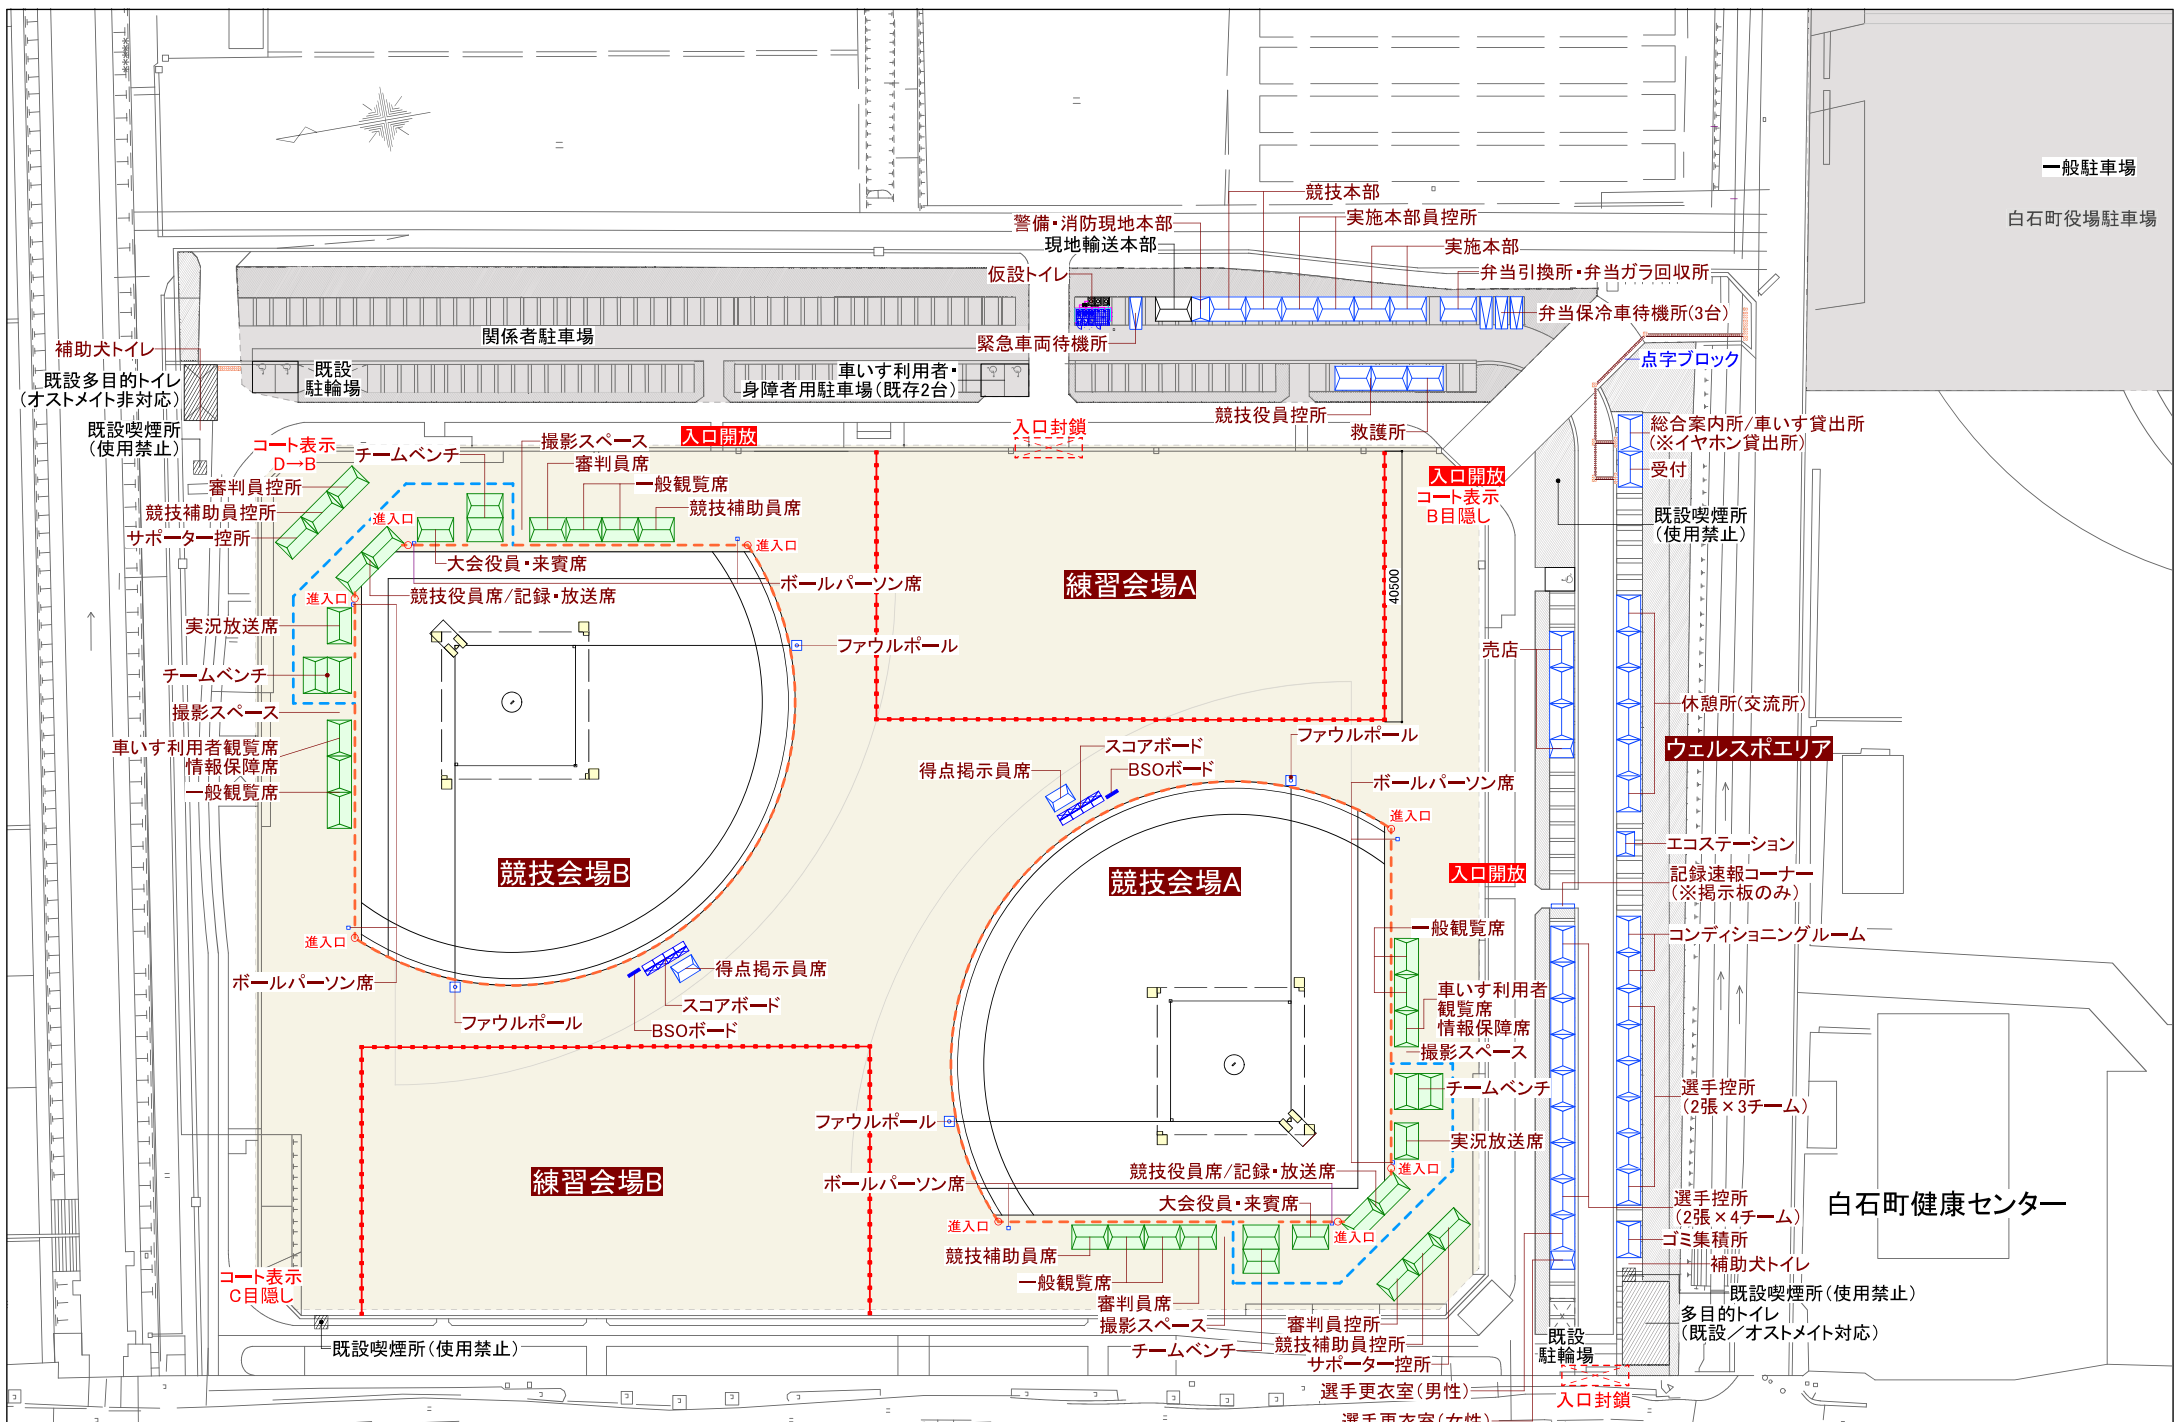 一般駐車場
白石町役場駐車場
競技本部
警備・消防現地本部
実施本部員控所
現地輸送本部
実施本部
仮設トイレ
弁当引換所・弁当ガラ回収所
弁当保冷車待機所(3台)
関係者駐車場
緊急車両待機所
点字ブロック
補助犬トイレ
既設多目的トイレ
(オストメイト非対応)
既設
駐輪場
車いす利用者・
身障者用駐車場(既存2台)
競技役員控所
救護所
既設喫煙所
(使用禁止)
総合案内所/車いす貸出所
(※イヤホン貸出所)
受付
コート表示
D→B
チームベンチ
撮影スペース
入口開放
入口封鎖
審判員席
一般観覧席
競技補助員席
入口開放
コート表示
B目隠し
審判員控所
競技補助員控所
サポーター控所
進入口
進入口
大会役員・来賓席
ボールパーソン席
競技役員席/記録・放送席
進入口
練習会場A
40500
既設喫煙所
(使用禁止)
実況放送席
ファウルポール
売店
チームベンチ
撮影スペース
休憩所(交流所)
車いす利用者観覧席
情報保障席
一般観覧席
ファウルポール
スコアボード
得点掲示員席
BSOボード
ウェルスポエリア
ボールパーソン席
進入口
エコステーション
競技会場B
競技会場A
入口開放
記録速報コーナー
(※掲示板のみ)
一般観覧席
コンディショニングルーム
進入口
ボールパーソン席
得点掲示員席
スコアボード
BSOボード
ファウルポール
車いす利用者
観覧席
情報保障席
撮影スペース
チームベンチ
選手控所
(2張×3チーム)
ファウルポール
実況放送席
練習会場B
競技役員席/記録・放送席
進入口
ボールパーソン席
大会役員・来賓席
選手控所
(2張×4チーム)
白石町健康センター
進入口
進入口
ゴミ集積所
競技補助員席
補助犬トイレ
コート表示
C目隠し
一般観覧席
既設喫煙所(使用禁止)
審判員席
多目的トイレ
(既設／オストメイト対応)
撮影スペース
審判員控所
既設喫煙所(使用禁止)
チームベンチ
競技補助員控所
既設
駐輪場
サポーター控所
選手更衣室(男性)
入口封鎖
選手更衣室(女性)